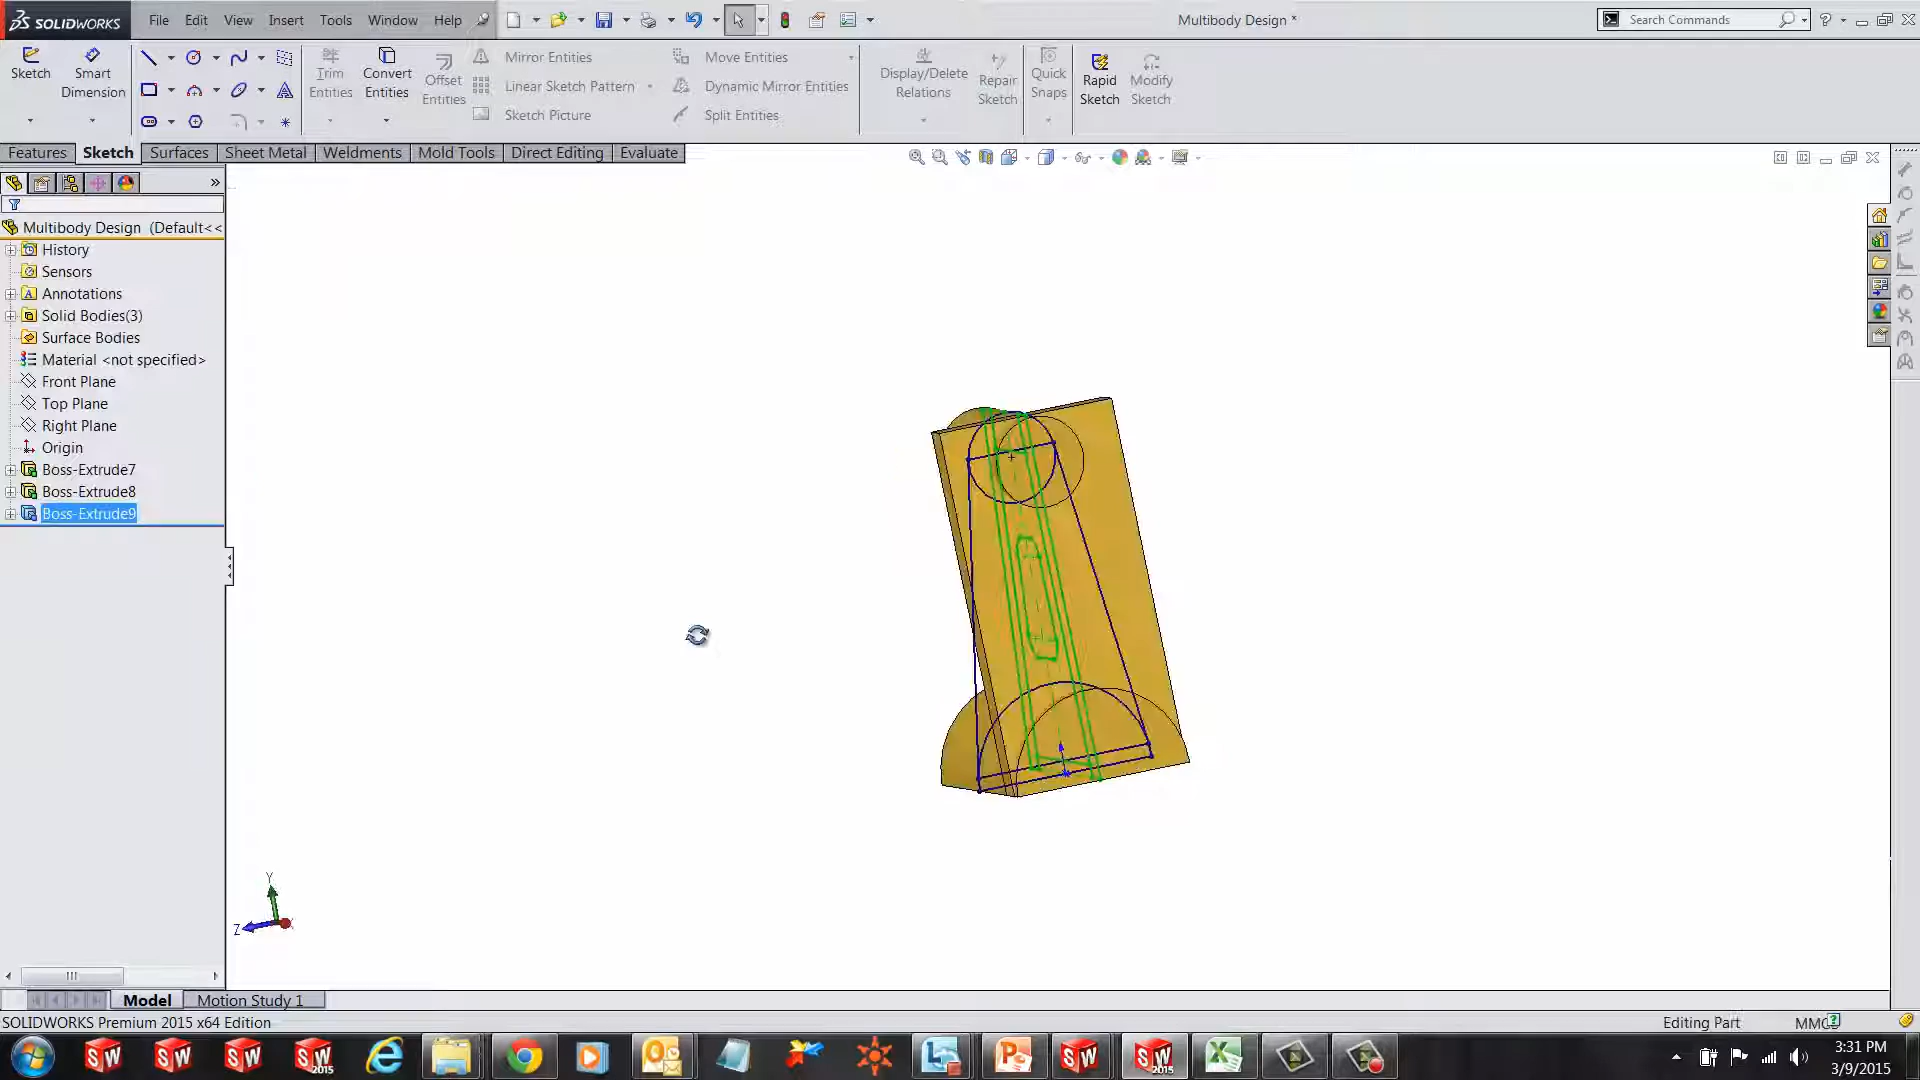 SOLIDWORKS
File Edit View Insert Tools Window Help
Multibody Design *
Search Commands
Sketch
Smart Dimension
Trim Entities
Convert Entities
Offset Entities
Mirror Entities
Linear Sketch Pattern
Sketch Picture
Move Entities
Dynamic Mirror Entities
Split Entities
Display/Delete Relations
Repair Sketch
Quick Snaps
Rapid Sketch
Modify Sketch
Features Sketch Surfaces Sheet Metal Weldments Mold Tools Direct Editing Evaluate
Multibody Design (Default<<
History
Sensors
Annotations
Solid Bodies(3)
Surface Bodies
Material <not specified>
Front Plane
Top Plane
Right Plane
Origin
Boss-Extrude7
Boss-Extrude8
Boss-Extrude9
Y
Z
Model Motion Study 1
SOLIDWORKS Premium 2015 x64 Edition
Editing Part
3:31 PM
3/9/2015